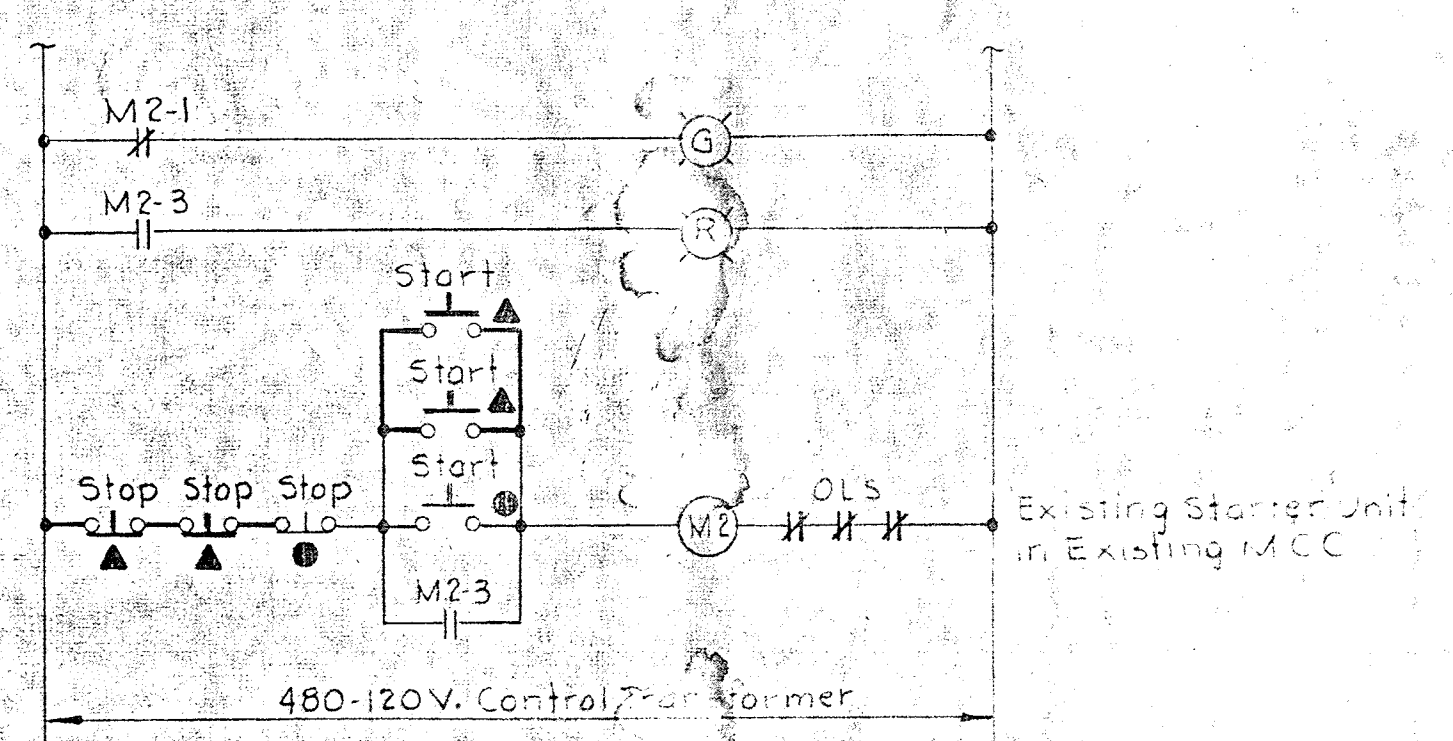 M2-1
G
M2-3
R
Start
Start
Start
Stop Stop Stop
M2
OLS
Existing Starter Unit
in Existing MCC
M2-3
480-120V. Control Transformer